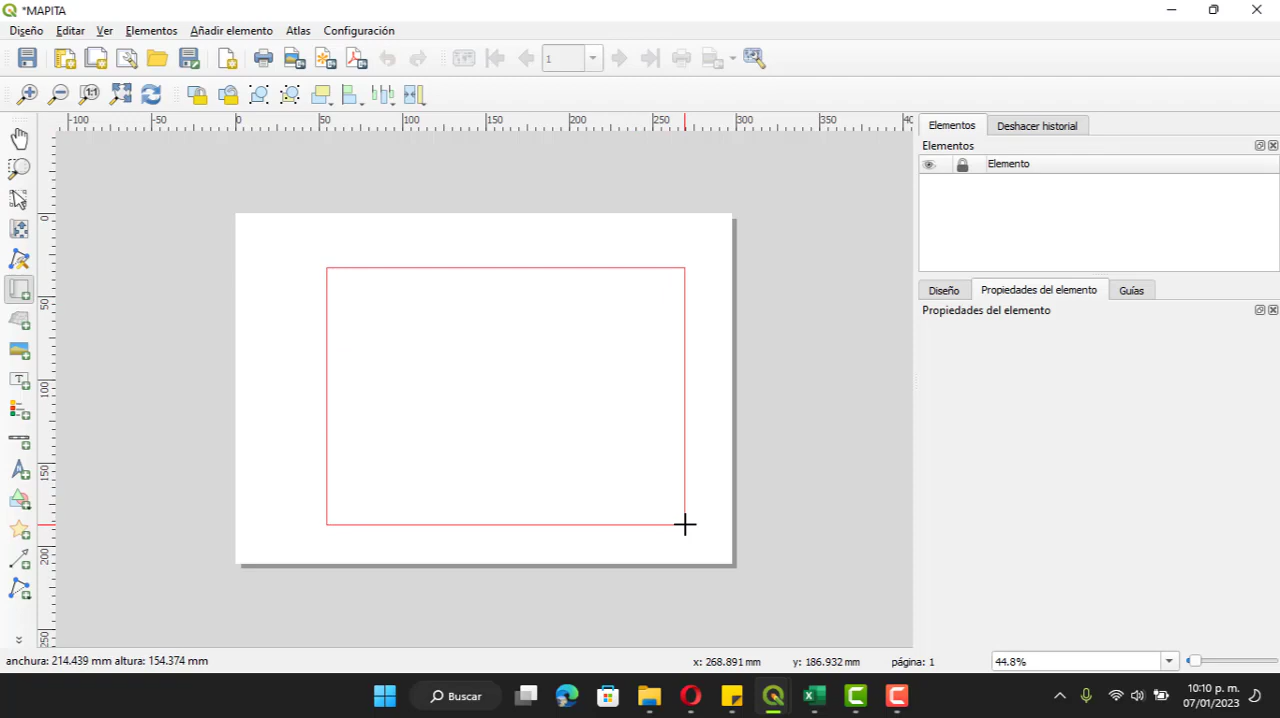 *MAPITA
Diseño Editar Ver Elementos Añadir elemento Atlas Configuración
1
1:1
-100 -50 0 50 100 150 200 250 300 350 40
Elementos Deshacer historial
Elementos
Elemento
0
50
100
150
200
250
Diseño Propiedades del elemento Guías
Propiedades del elemento
T
anchura: 214.439 mm altura: 154.374 mm x: 268.891 mm y: 186.932 mm página: 1 44.8%
Buscar
10:10 p. m.
07/01/2023